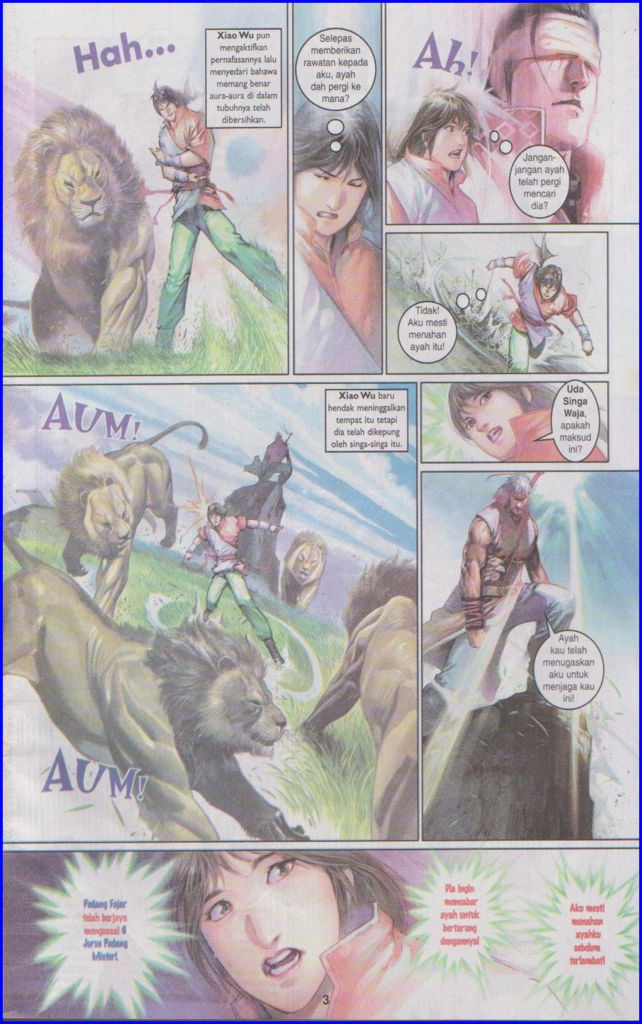 Hah...
Xiao Wu pun
mengaktifkan
pernafasannya lalu
menyedari bahawa
memang benar
aura-aura di dalam
tubuhnya telah
dibersihkan.
Selepas
memberikan
rawatan kepada
aku, ayah
dah pergi ke
mana?
Ah!
Jangan-
jangan ayah
telah pergi
mencari
dia?
Tidak!
Aku mesti
menahan
ayah itu!
AUM!
Xiao Wu baru
hendak meninggalkan
tempat itu tetapi
dia telah dikepung
oleh singa-singa itu.
AUM!
Uda
Singa
Waja,
apakah
maksud
ini?
Ayah
kau telah
menugaskan
aku untuk
menjaga kau
ini!
Pedang Fajar
telah berjaya
menguasai 6
Jurus Pedang
Misteri
Dia ingin
mencabar
ayah untuk
bertarung
dengannya!
Aku mesti
menahan
ayahku
sebelum
terlambat!
3